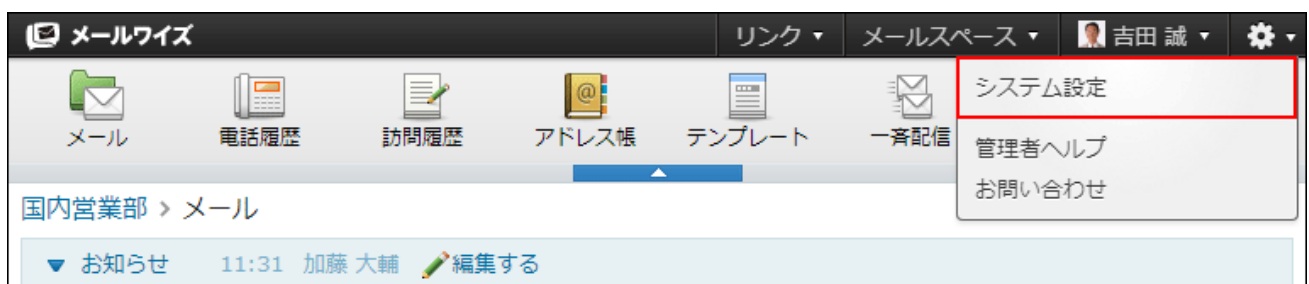 メールワイズ リンク ▼ メールスペース ▼ 吉田 誠 ▼
システム設定
メール 電話履歴 訪問履歴 アドレス帳 テンプレート 一斉配信
管理者ヘルプ
お問い合わせ
国内営業部 > メール
▼ お知らせ 11:31 加藤 大輔 編集する